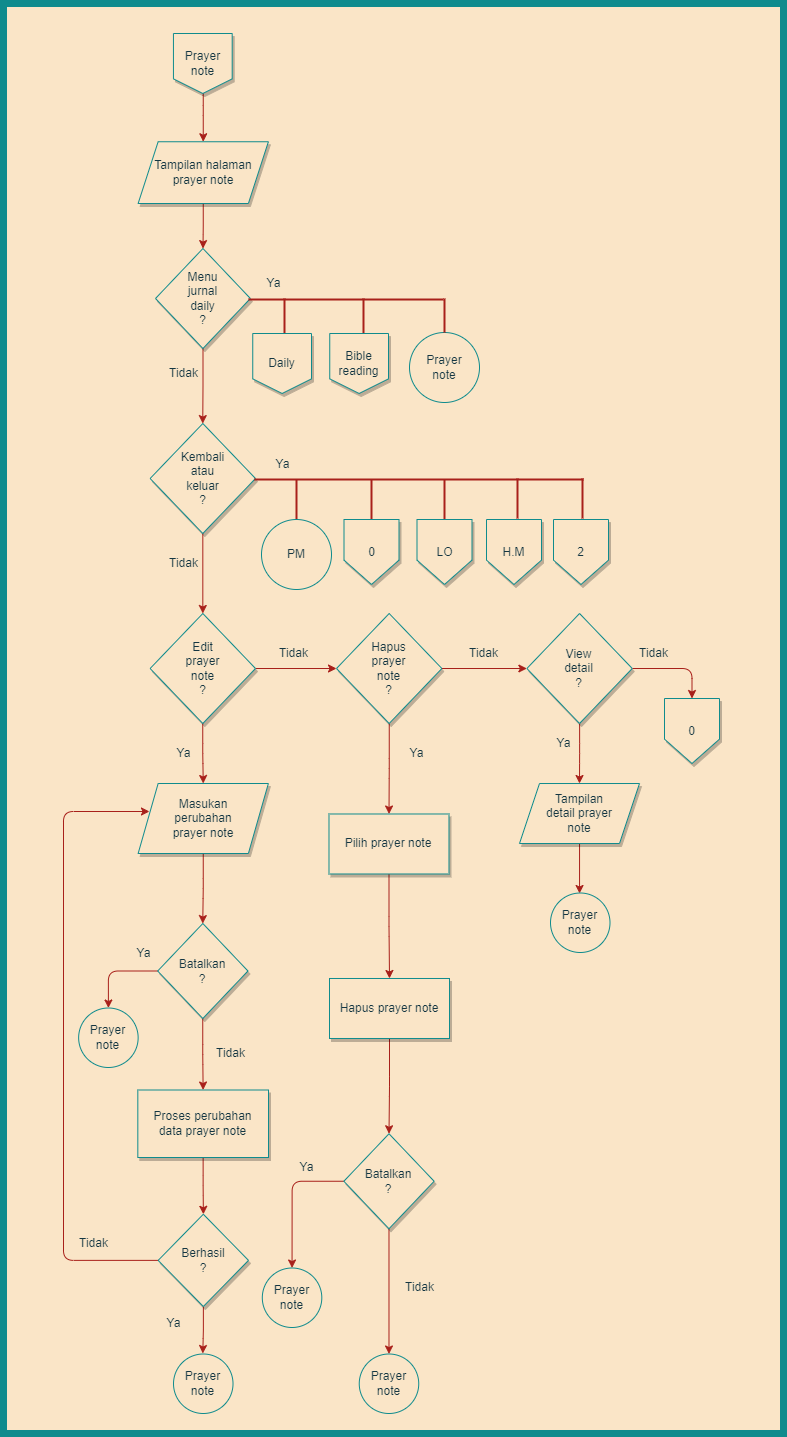 Prayer
note
Tampilan halaman
prayer note
Menu
jurnal
daily
?
Ya
Daily
Bible
reading
Prayer
note
Tidak
Kembali
atau
keluar
?
Ya
PM
0
LO
H.M
2
Tidak
Edit
prayer
note
?
Tidak
Hapus
prayer
note
?
Tidak
View
detail
?
Tidak
0
Ya
Ya
Ya
Masukan
perubahan
prayer note
Pilih prayer note
Tampilan
detail prayer
note
Prayer
note
Batalkan
?
Ya
Prayer
note
Tidak
Hapus prayer note
Proses perubahan
data prayer note
Batalkan
?
Ya
Prayer
note
Tidak
Berhasil
?
Tidak
Ya
Prayer
note
Prayer
note